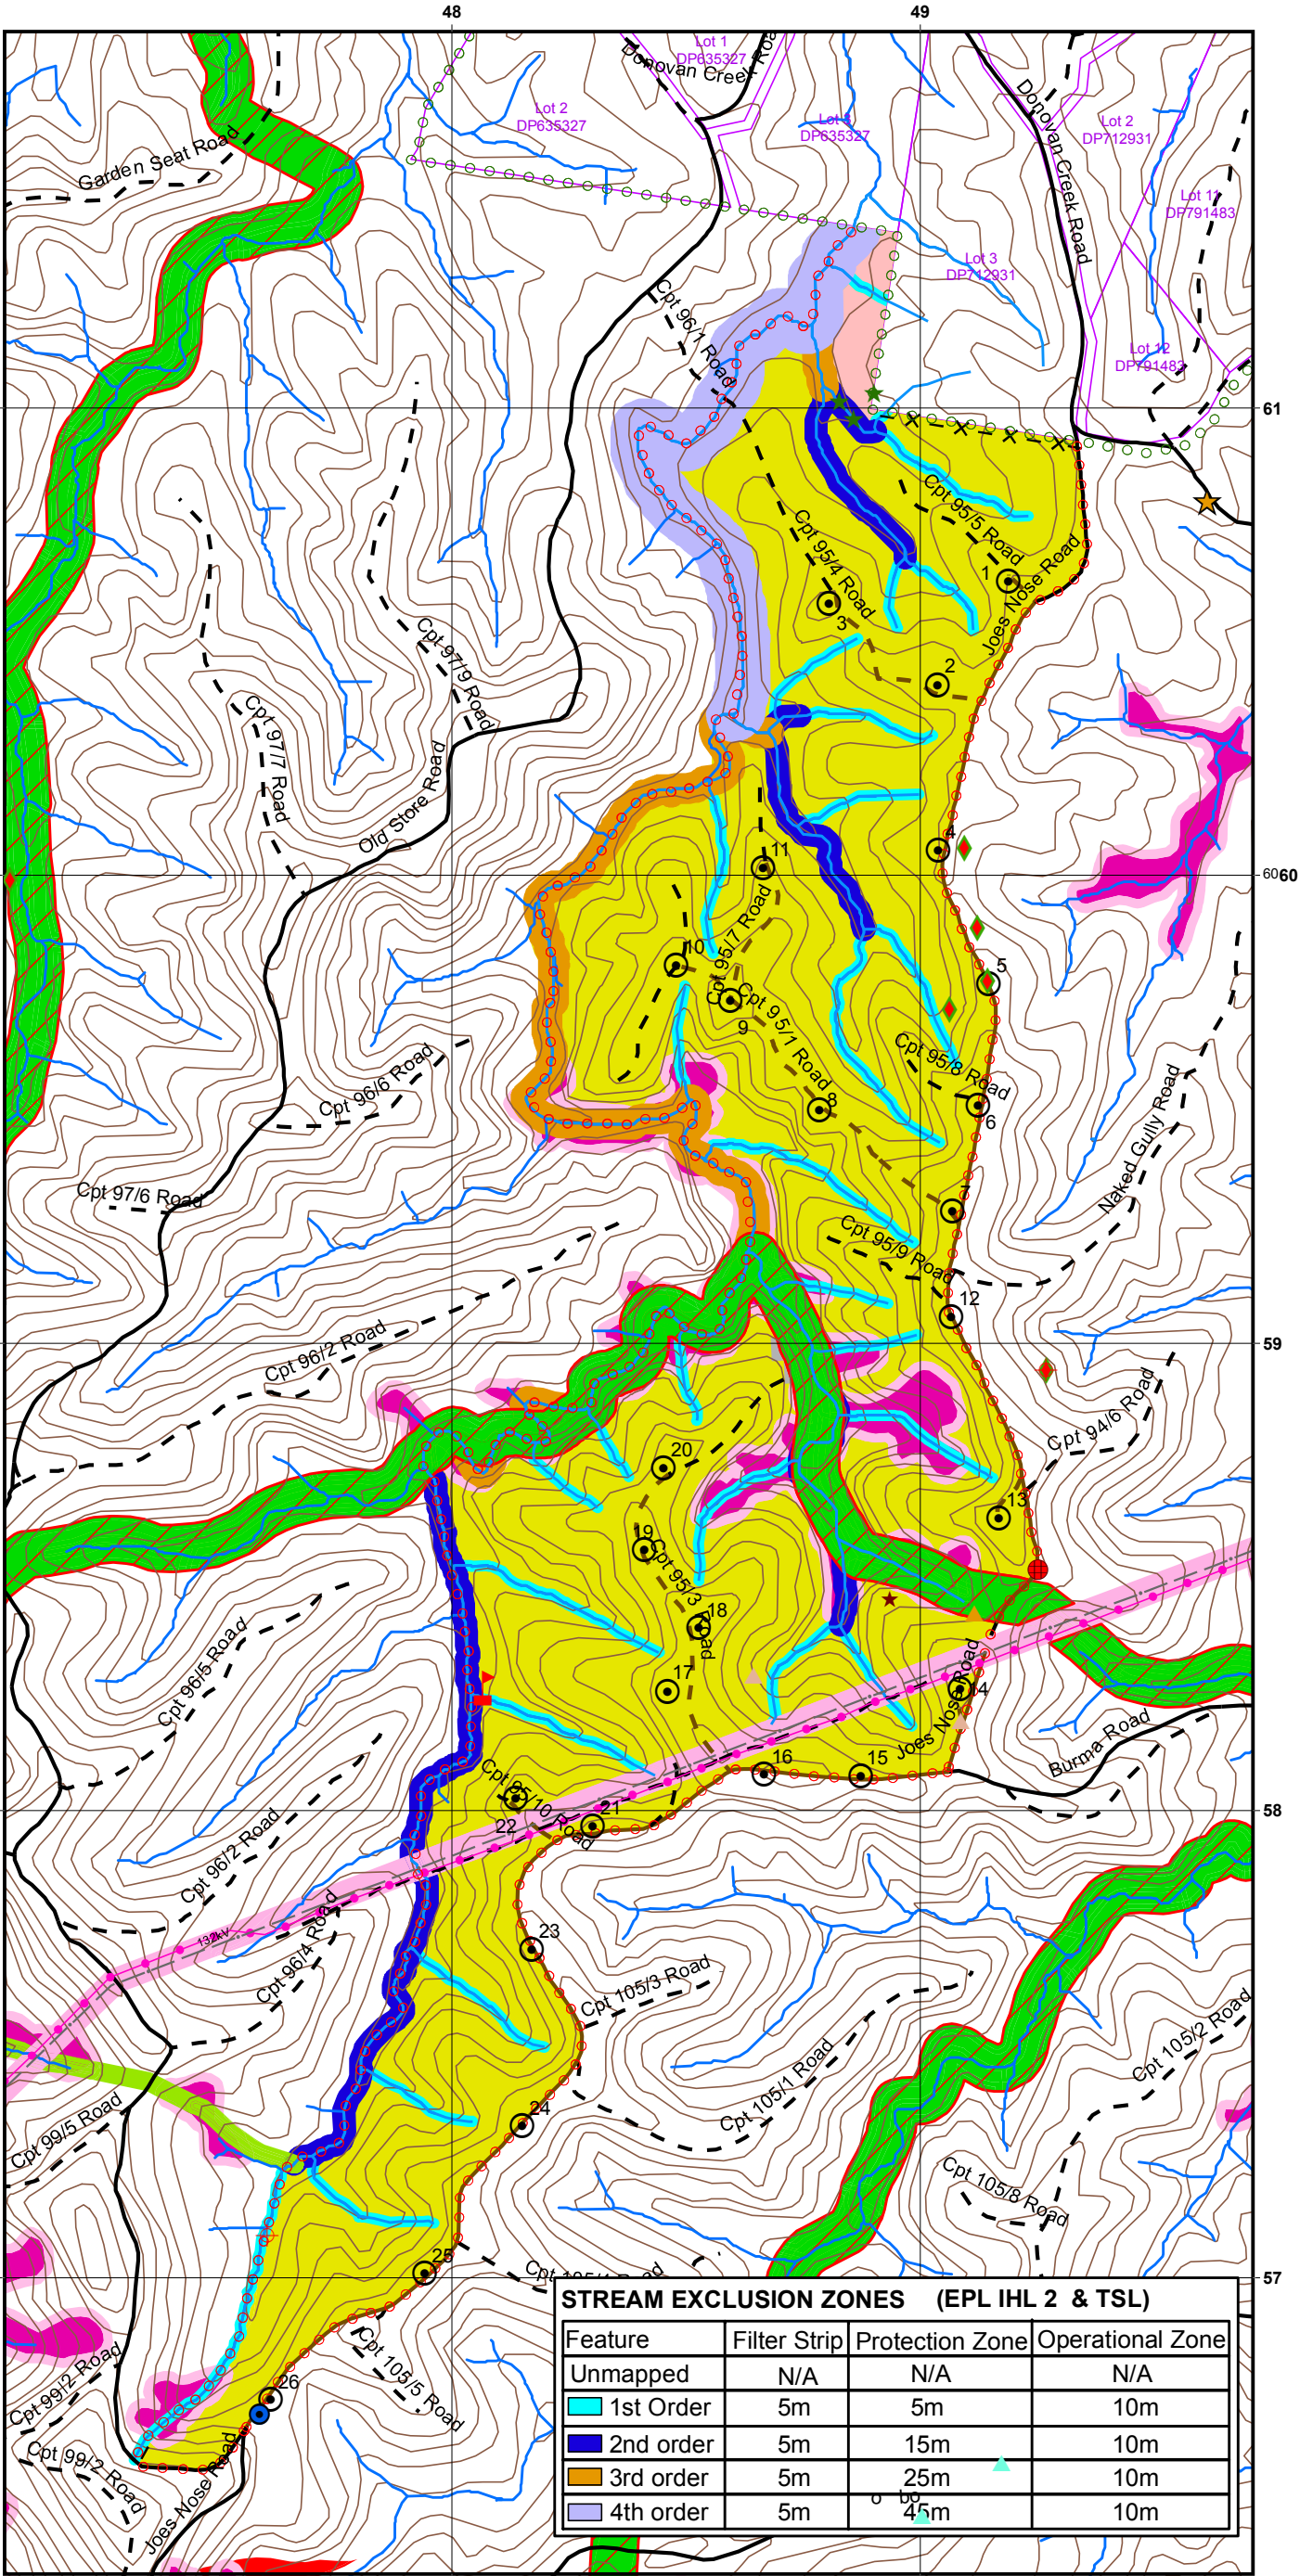 48
49
Lot 1
DP635327
Donovan Creek Roa
Lot 2
DP635327
Lot 3
DP635327
Donovan Creek Road
Lot 2
DP712931
Garden Seat Road
Lot 11
DP791483
Lot 3
DP712931
Cpt 96/1 Road
Lot 12
DP791483
61
Cpt 95/5 Road
Cpt 95/4 Road
1
Joes Nose Road
3
2
Cpt 97/9 Road
Cpt 97/7 Road
Old Store Road
4
11
6060
10
Cpt 95/7 Road
5
9
Cpt 95/1 Road
Cpt 95/8 Road
Cpt 96/6 Road
8
6
Naked Gully Road
Cpt 97/6 Road
7
Cpt 95/9 Road
12
59
Cpt 96/2 Road
Cpt 94/6 Road
20
13
19
Cpt 95/3 Road
18
Cpt 96/5 Road
17
14
Joes Nose Road
Burma Road
16
15
Cpt 95/10 Road
58
22
21
Cpt 96/2 Road
132kV
Cpt 96/4 Road
23
Cpt 105/3 Road
Cpt 105/2 Road
Cpt 105/1 Road
Cpt 99/5 Road
24
Cpt 105/8 Road
25
57
Cpt 105/5 Road
Cpt 99/2 Road
26
Cpt 99/2 Road
Joes Nose Road
STREAM EXCLUSION ZONES (EPL IHL 2 & TSL)
Feature Filter Strip Protection Zone Operational Zone
Unmapped N/A N/A N/A
1st Order 5m 5m 10m
2nd order 5m 15m 10m
3rd order 5m 25m 10m
4th order 5m 45m 10m